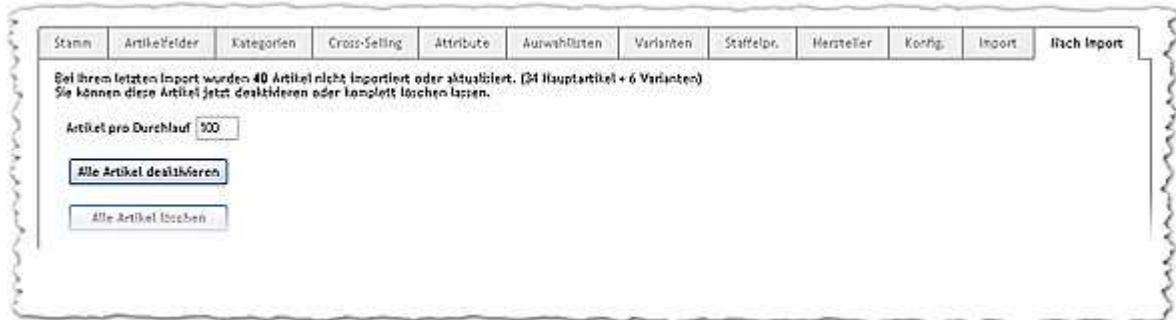 Stamm Artikelfelder Kategorien Cross-Selling Attribute Auswahllisten Varianten Staffelpr. Hersteller Konfig. Import Nach Import
Bei Ihrem letzten Import wurden 40 Artikel nicht importiert oder aktualisiert. (34 Hauptartikel + 6 Varianten)
Sie können diese Artikel jetzt deaktivieren oder komplett löschen lassen.
Artikel pro Durchlauf
Alle Artikel deaktivieren
Alle Artikel löschen